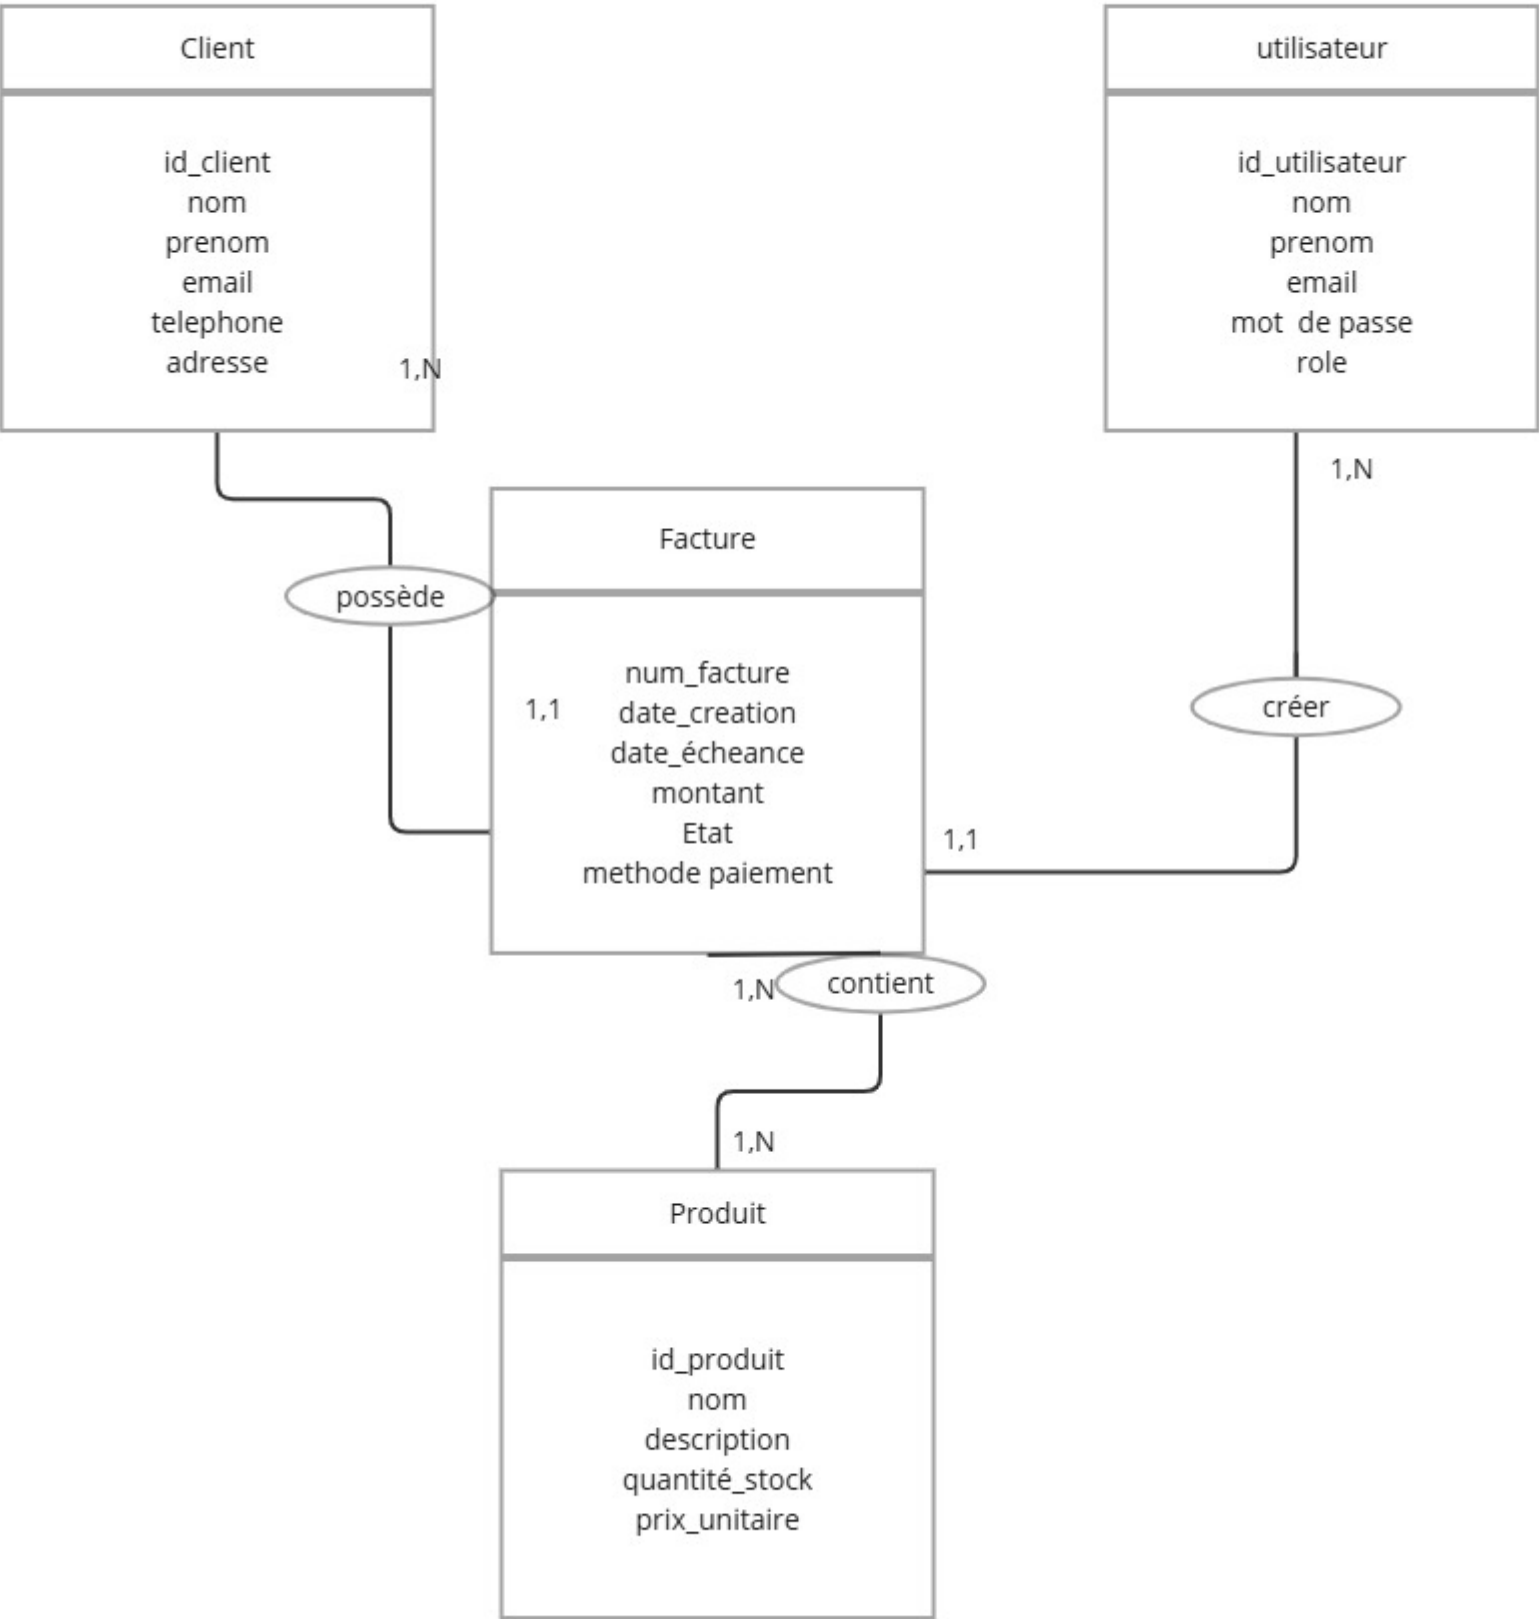 Client
id_client
nom
prenom
email
telephone
adresse
1,N
utilisateur
id_utilisateur
nom
prenom
email
mot  de passe
role
1,N
possède
Facture
num_facture
1,1
date_creation
date_écheance
montant
Etat
methode paiement
créer
1,1
1,N
contient
1,N
Produit
id_produit
nom
description
quantité_stock
prix_unitaire